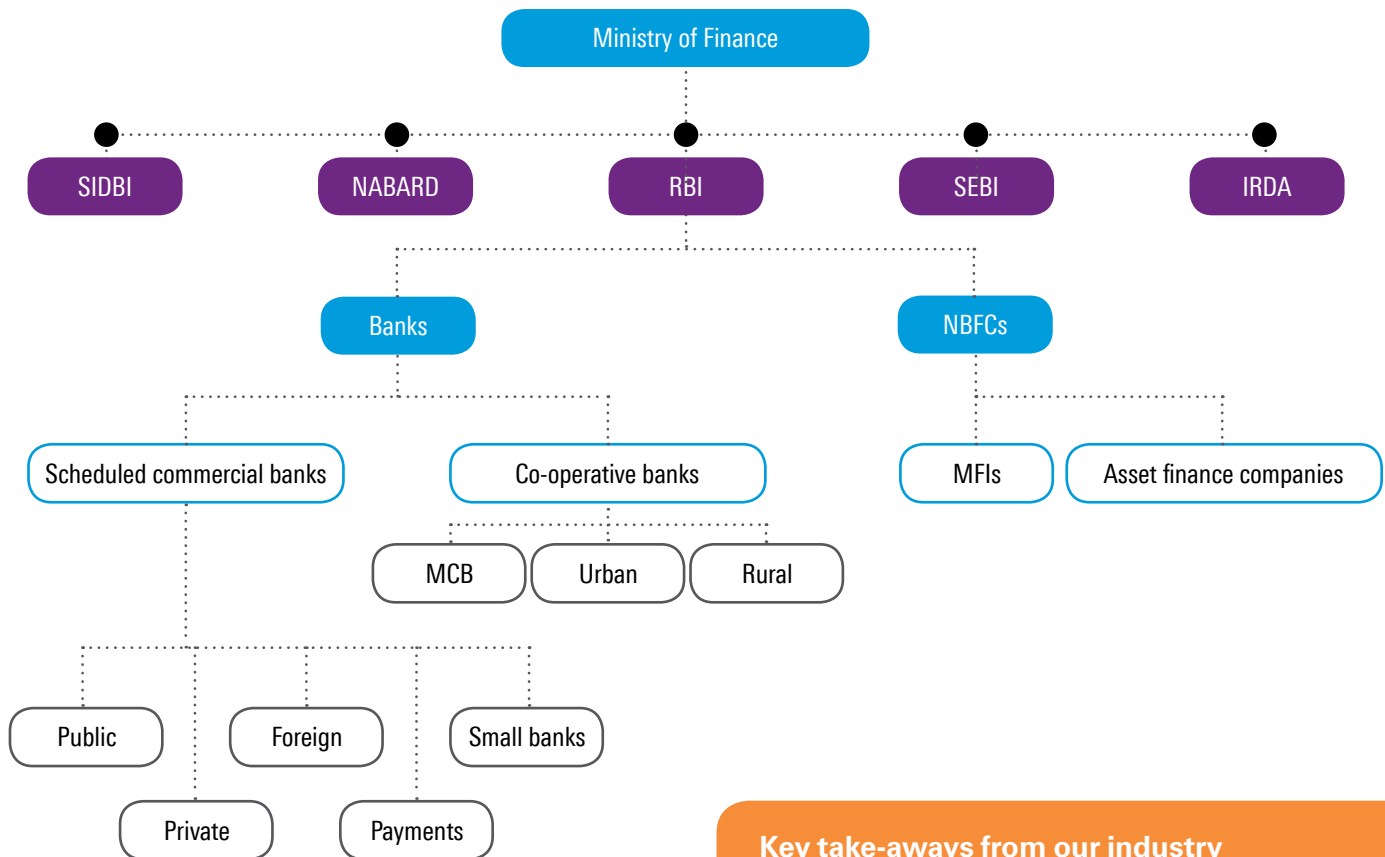 Ministry of Finance
SIDBI
NABARD
RBI
SEBI
IRDA
Banks
NBFCs
Scheduled commercial banks
Co-operative banks
MFIs
Asset finance companies
MCB
Urban
Rural
Public
Foreign
Small banks
Private
Payments
Key take-aways from our industry